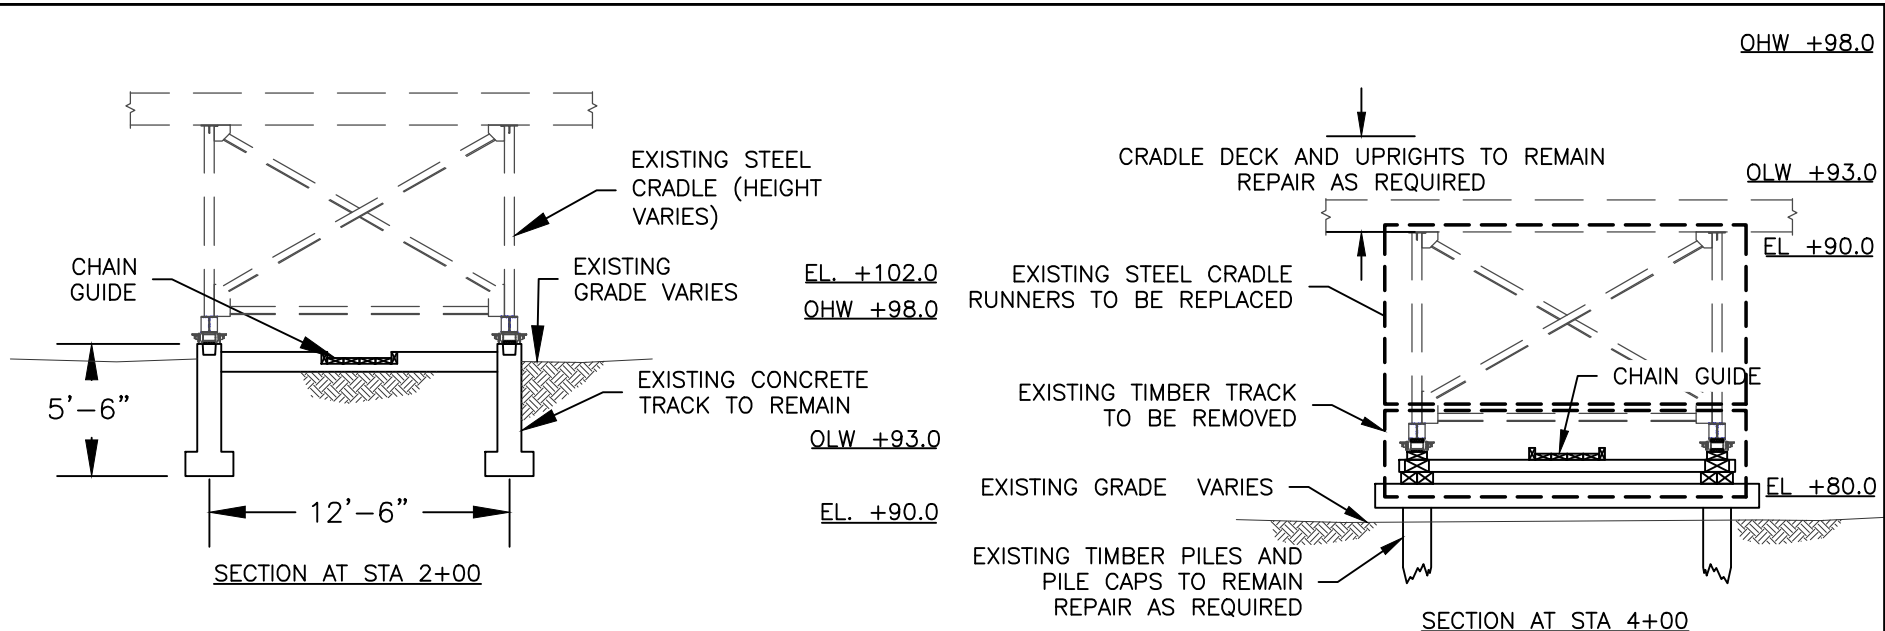 EXISTING STEEL
CRADLE (HEIGHT
VARIES)
CHAIN
GUIDE
EXISTING
GRADE VARIES
EXISTING CONCRETE
TRACK TO REMAIN
5'-6"
12'-6"
SECTION AT STA 2+00
EL. +102.0
OHW +98.0
OLW +93.0
EL. +90.0
CRADLE DECK AND UPRIGHTS TO REMAIN
REPAIR AS REQUIRED
EXISTING STEEL CRADLE
RUNNERS TO BE REPLACED
EXISTING TIMBER TRACK
TO BE REMOVED
CHAIN GUIDE
EXISTING GRADE VARIES
EXISTING TIMBER PILES AND
PILE CAPS TO REMAIN
REPAIR AS REQUIRED
SECTION AT STA 4+00
OHW +98.0
OLW +93.0
EL +90.0
EL +80.0